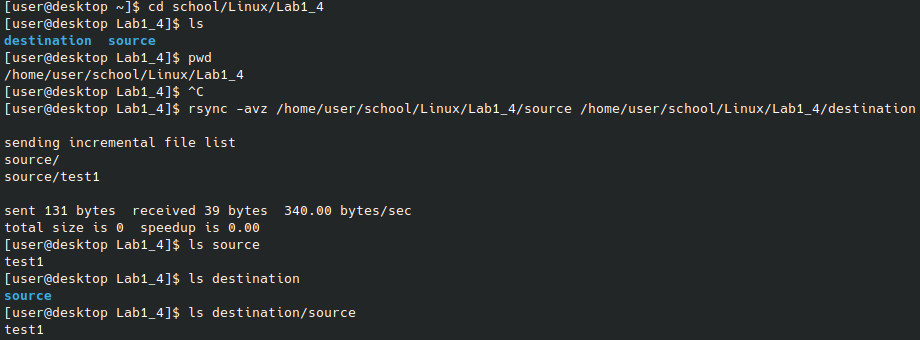 [user@desktop ~]$ cd school/Linux/Lab1_4
[user@desktop Lab1_4]$ ls
destination  source
[user@desktop Lab1_4]$ pwd
/home/user/school/Linux/Lab1_4
[user@desktop Lab1_4]$ ^C
[user@desktop Lab1_4]$ rsync -avz /home/user/school/Linux/Lab1_4/source /home/user/school/Linux/Lab1_4/destination
sending incremental file list
source/
source/test1
sent 131 bytes  received 39 bytes  340.00 bytes/sec
total size is 0  speedup is 0.00
[user@desktop Lab1_4]$ ls source
test1
[user@desktop Lab1_4]$ ls destination
source
[user@desktop Lab1_4]$ ls destination/source
test1